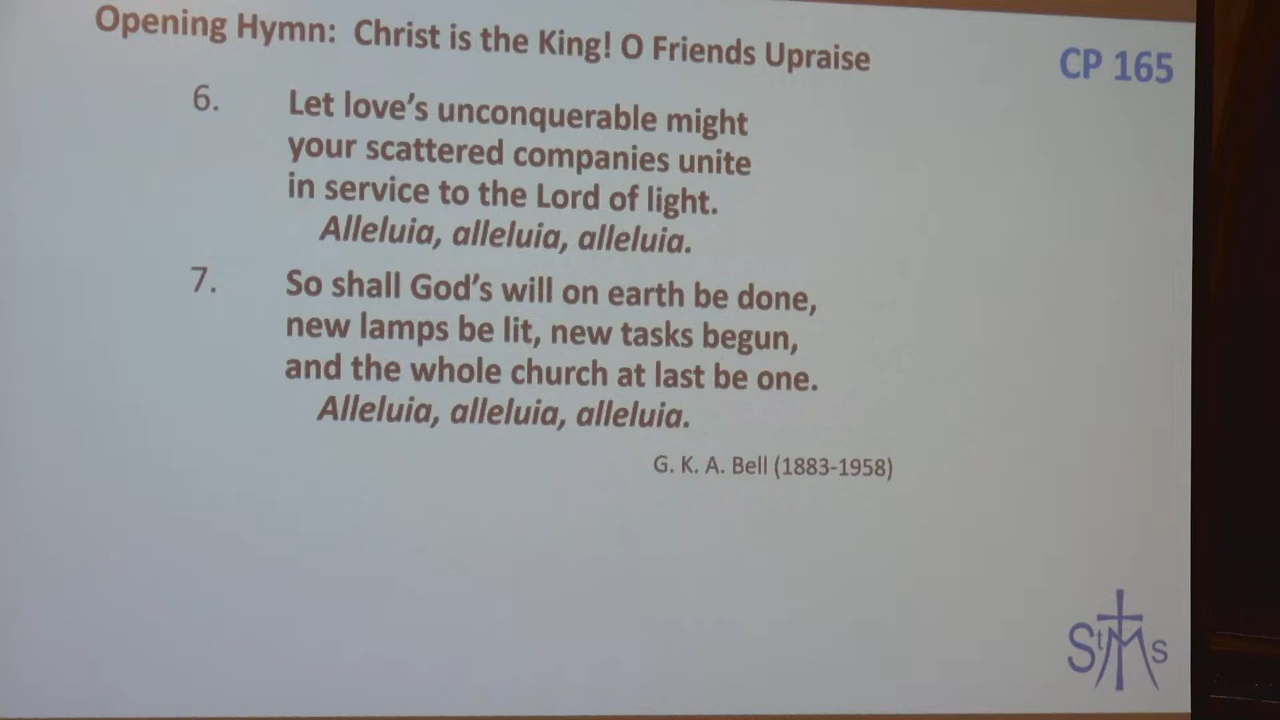 Opening Hymn: Christ is the King! O Friends Upraise
CP 165
6. Let love's unconquerable might
your scattered companies unite
in service to the Lord of light.
Alleluia, alleluia, alleluia.
7. So shall God's will on earth be done,
new lamps be lit, new tasks begun,
and the whole church at last be one.
Alleluia, alleluia, alleluia.
G. K. A. Bell (1883-1958)
St M s